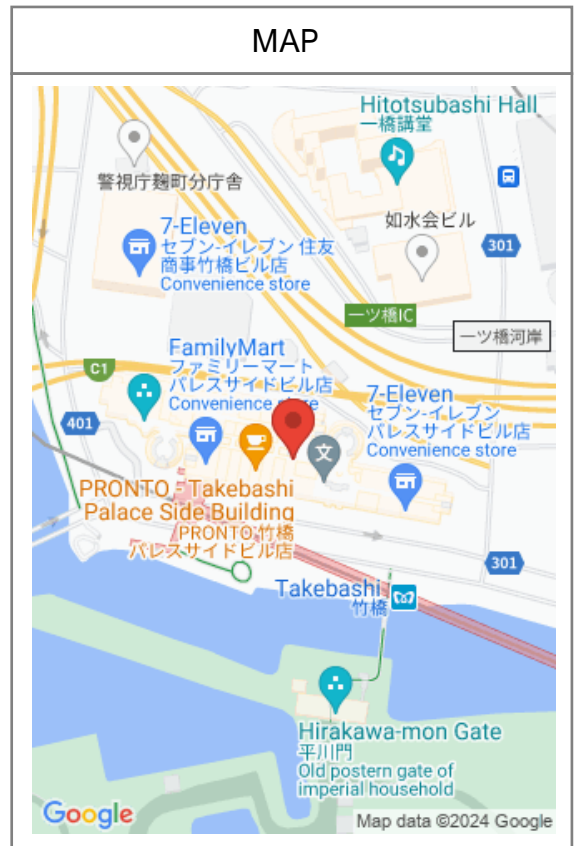 MAP
Hitotsubashi Hall
一橋講堂
警視庁麹町分庁舎
如水会ビル
7-Eleven
セブン-イレブン 住友
商事竹橋ビル店
Convenience store
301
一ツ橋IC
一ツ橋河岸
FamilyMart
ファミリーマート
パレスサイドビル店
Convenience store
C1
7-Eleven
セブン-イレブン
パレスサイドビル店
Convenience store
401
文
PRONTO - Takebashi
Palace Side Building
PRONTO 竹橋
パレスサイドビル店
301
Takebashi
竹橋
Hirakawa-mon Gate
平川門
Old postern gate of
imperial household
Google
Map data ©2024 Google